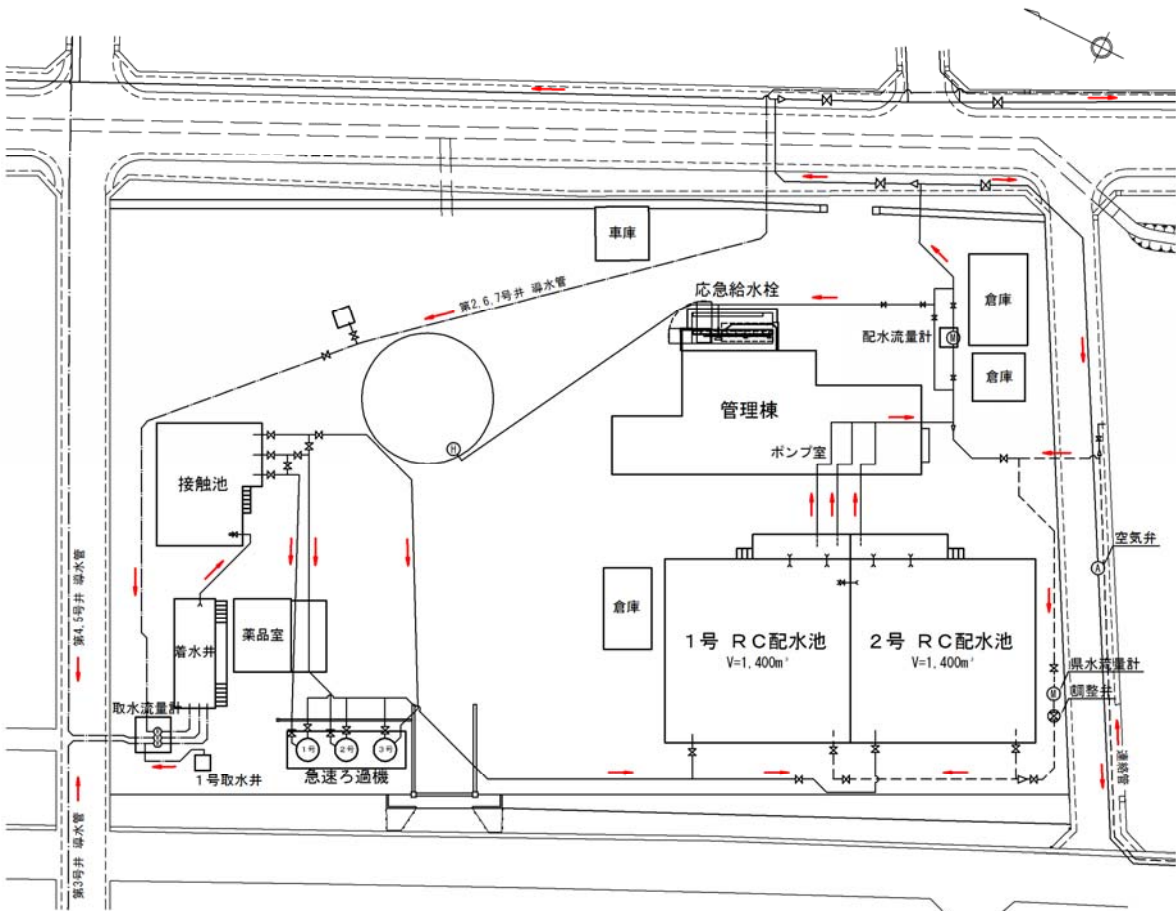 車庫
第2,6,7号井 導水管
応急給水栓
倉庫
配水流量計
M
倉庫
管理棟
ポンプ室
H
接触池
空気弁
A
第4,5号井 導水管
倉庫
1号 RC配水池
V=1,400m³
2号 RC配水池
V=1,400m³
薬品室
着水井
県水流量計
M
調整弁
取水流量計
1号
2号
3号
急速ろ過機
1号取水井
第3号井 導水管